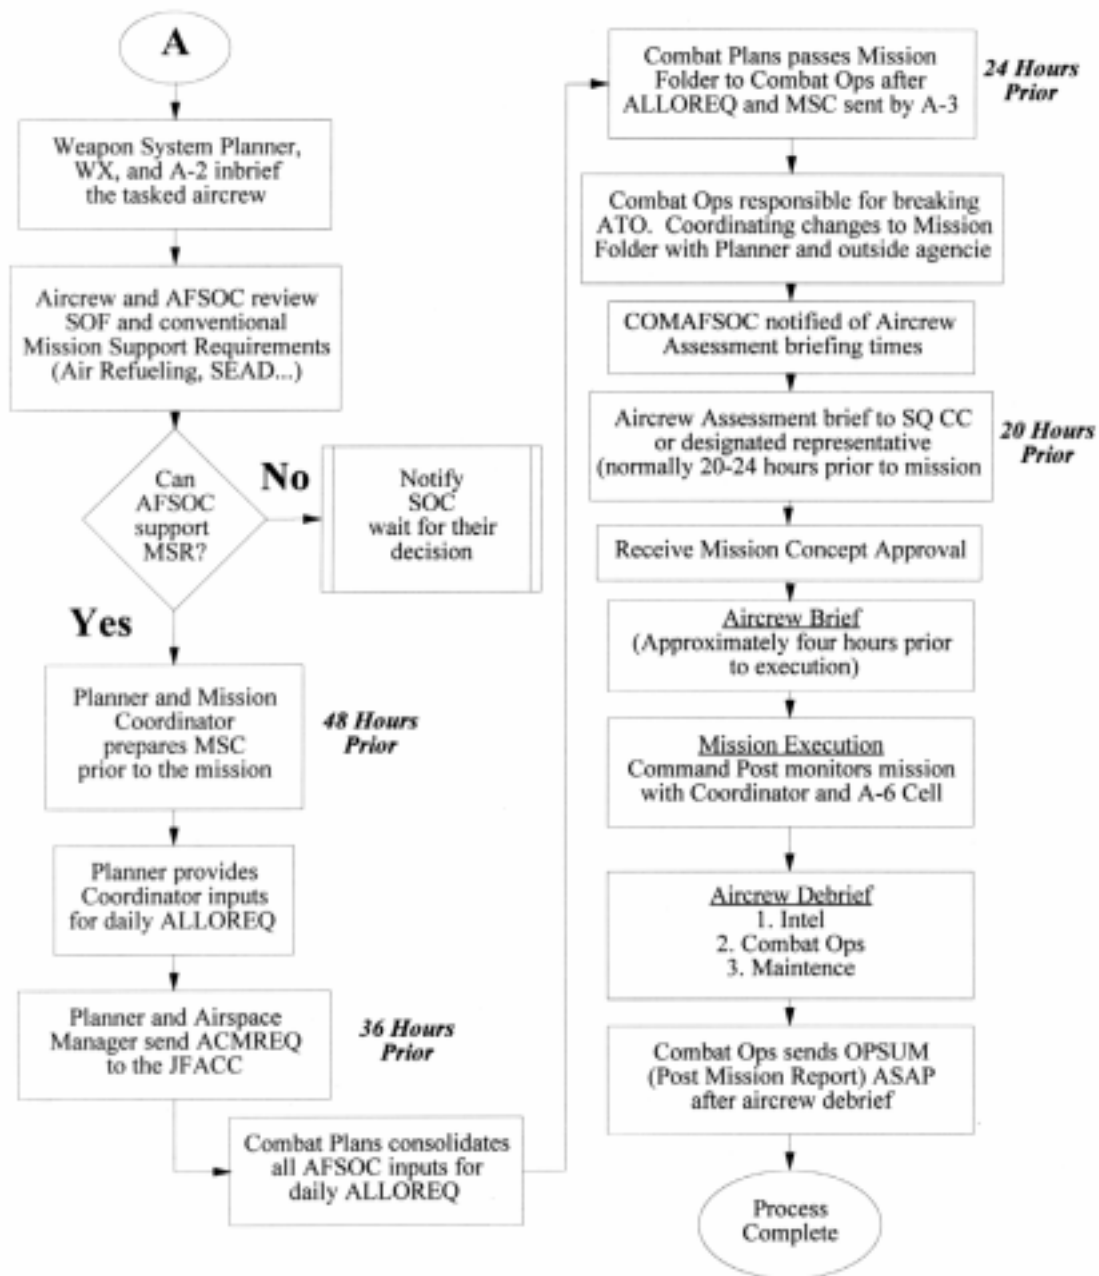 A
Weapon System Planner,
WX, and A-2 inbrief
the tasked aircrew
Aircrew and AFSOC review
SOF and conventional
Mission Support Requirements
(Air Refueling, SEAD...)
Can
AFSOC
support
MSR?
No
Notify
SOC
wait for their
decision
Yes
Planner and Mission
Coordinator
prepares MSC
prior to the mission
48 Hours
Prior
Planner provides
Coordinator inputs
for daily ALLOREQ
Planner and Airspace
Manager send ACMREQ
to the JFACC
36 Hours
Prior
Combat Plans consolidates
all AFSOC inputs for
daily ALLOREQ
Combat Plans passes Mission
Folder to Combat Ops after
ALLOREQ and MSC sent by A-3
24 Hours
Prior
Combat Ops responsible for breaking
ATO. Coordinating changes to Mission
Folder with Planner and outside agencie
COMAFSOC notified of Aircrew
Assessment briefing times
Aircrew Assessment brief to SQ CC
or designated representative
(normally 20-24 hours prior to mission
20 Hours
Prior
Receive Mission Concept Approval
Aircrew Brief
(Approximately four hours prior
to execution)
Mission Execution
Command Post monitors mission
with Coordinator and A-6 Cell
Aircrew Debrief
1. Intel
2. Combat Ops
3. Maintence
Combat Ops sends OPSUM
(Post Mission Report) ASAP
after aircrew debrief
Process
Complete